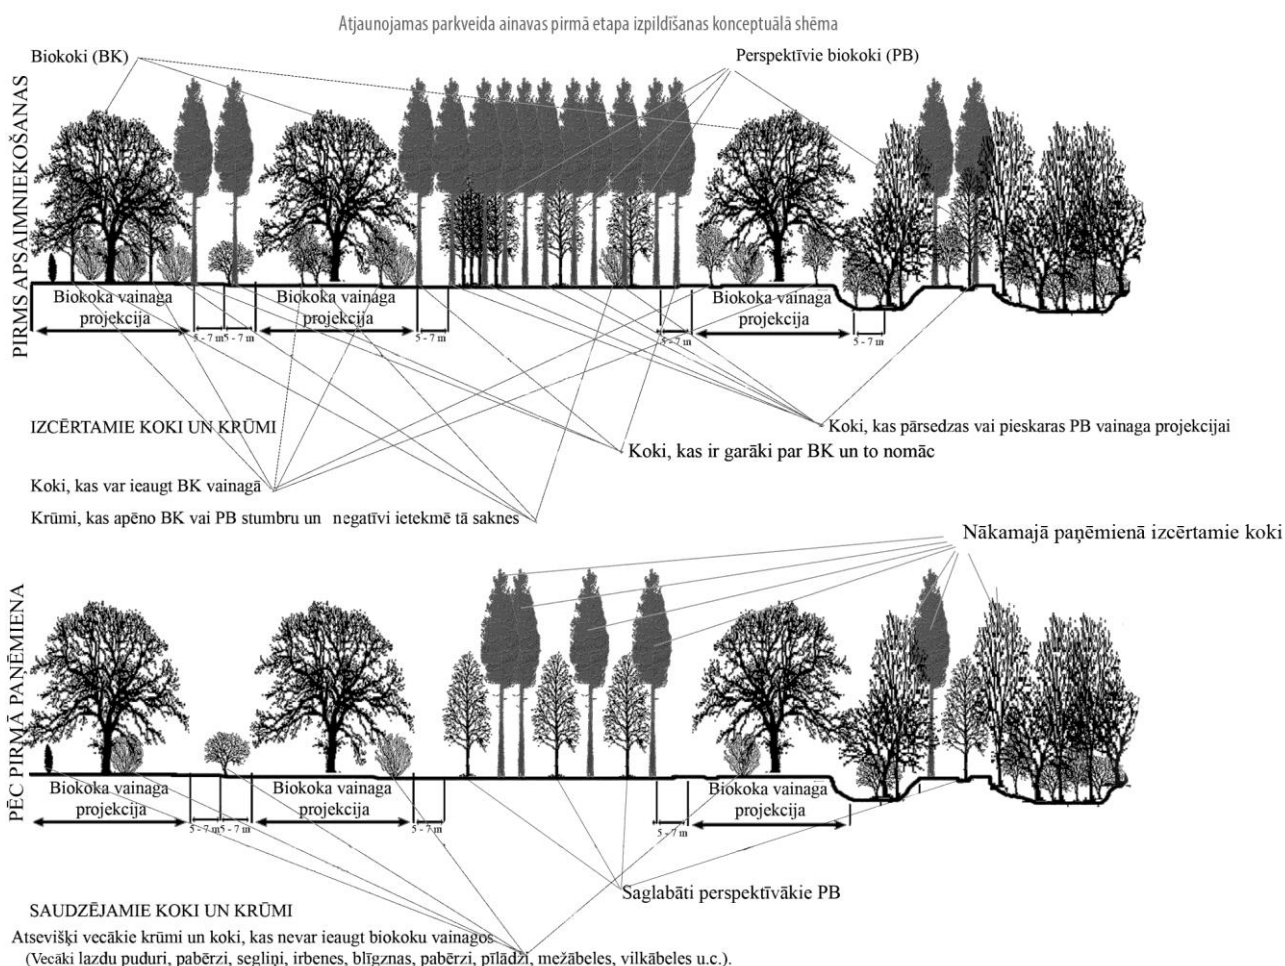 Atjaunojamas parkveida ainavas pirmā etapa izpildīšanas konceptuālā shēma
Biokoki (BK)
Perspektīvie biokoki (PB)
PIRMS APSAIMNIEKOŠANAS
Biokoka vainaga
projekcija
5 - 7 m
5 - 7 m
Biokoka vainaga
projekcija
5 - 7 m
5 - 7 m
Biokoka vainaga
projekcija
5 - 7 m
IZCĒRTAMIE KOKI UN KRŪMI
Koki, kas pārsedzas vai pieskaras PB vainaga projekcijai
Koki, kas ir garāki par BK un to nomāc
Koki, kas var ieaugt BK vainagā
Krūmi, kas apēno BK vai PB stumbru un negatīvi ietekmē tā saknes
Nākamajā paņēmienā izcērtamie koki
PĒC PIRMĀ PAŅĒMIENA
Biokoka vainaga
projekcija
5 - 7 m
5 - 7 m
Biokoka vainaga
projekcija
5 - 7 m
5 - 7 m
Biokoka vainaga
projekcija
Saglabāti perspektīvākie PB
SAUDZĒJAMIE KOKI UN KRŪMI
Atsevišķi vecākie krūmi un koki, kas nevar ieaugt biokoku vainagos
(Vecāki lazdu puduri, pabērzi, segliņi, irbenes, blīgznas, pabērzi, pīlādži, mežābeles, vilkābeles u.c.).